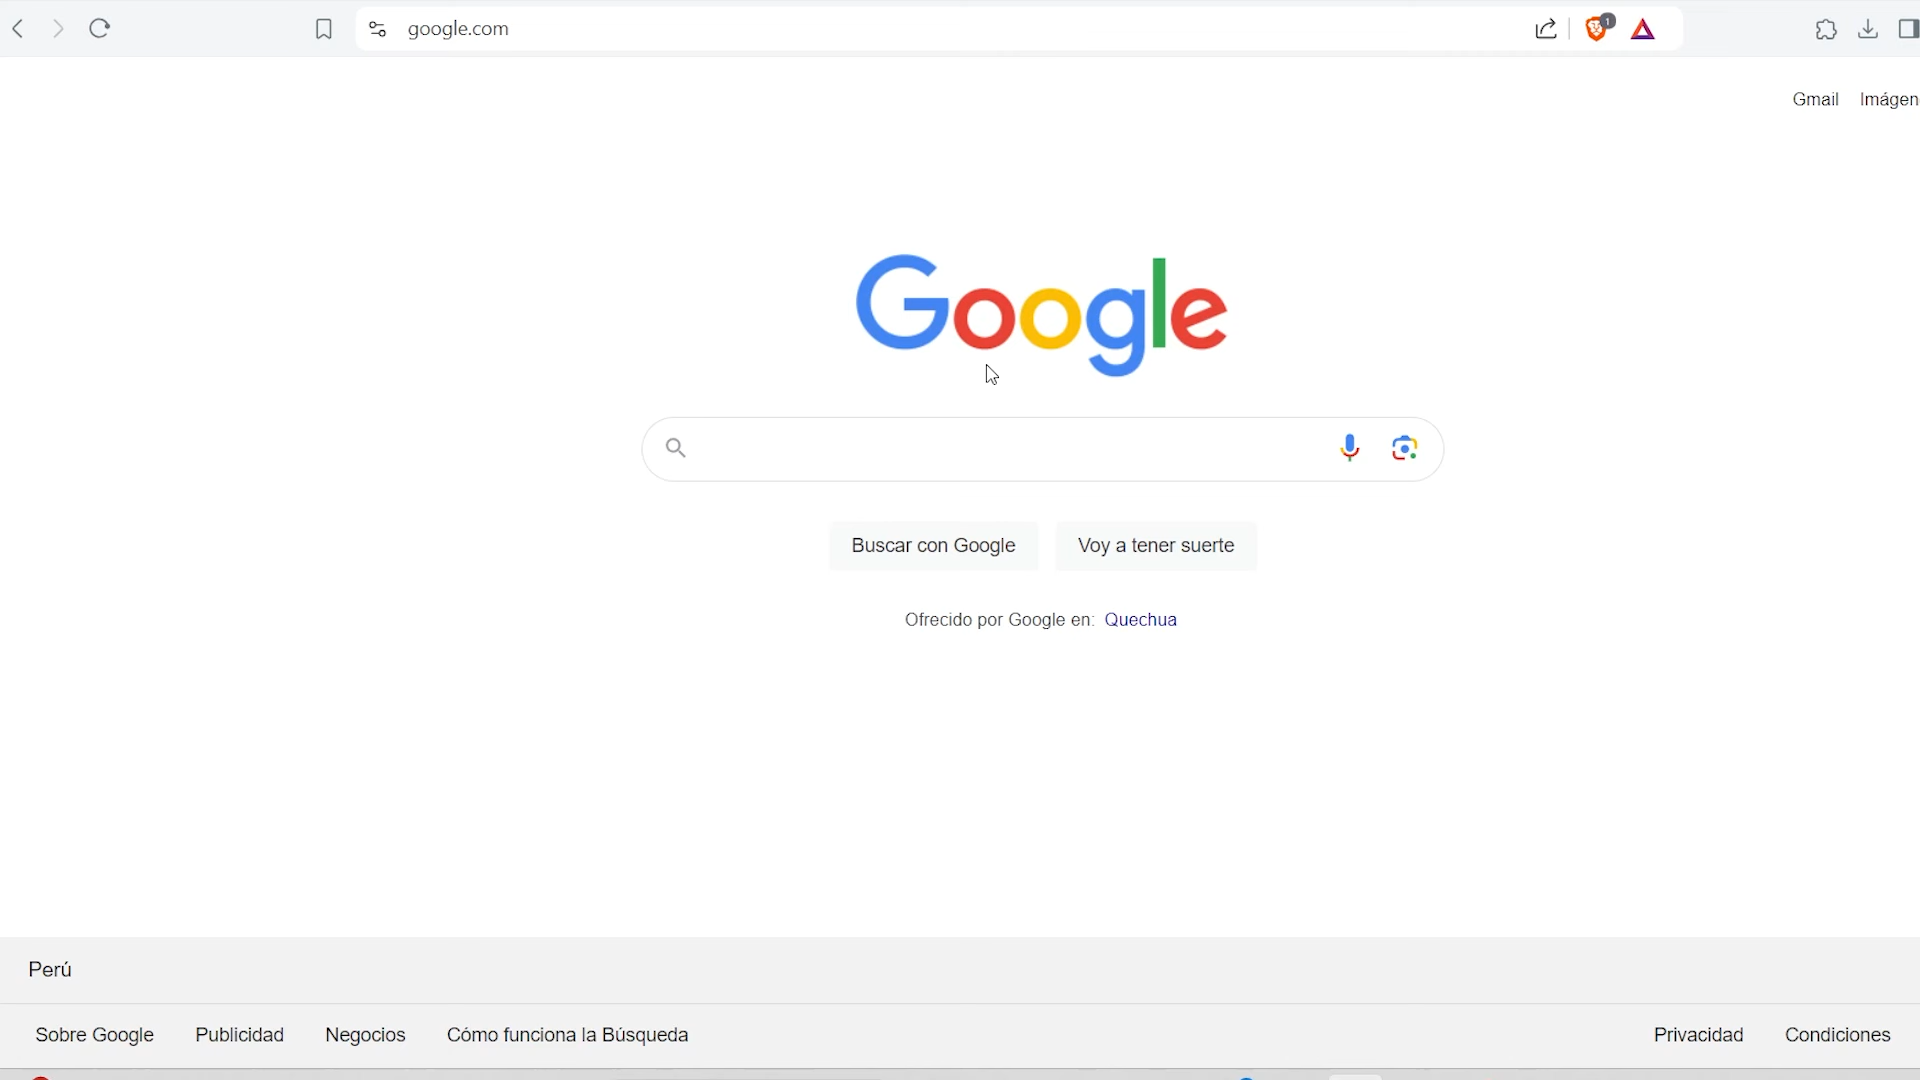 google.com
1
Gmail
Google
Buscar con Google
Voy a tener suerte
Ofrecido por Google en: Quechua
Perú
Sobre Google
Publicidad
Negocios
Cómo funciona la Búsqueda
Privacidad
Condiciones